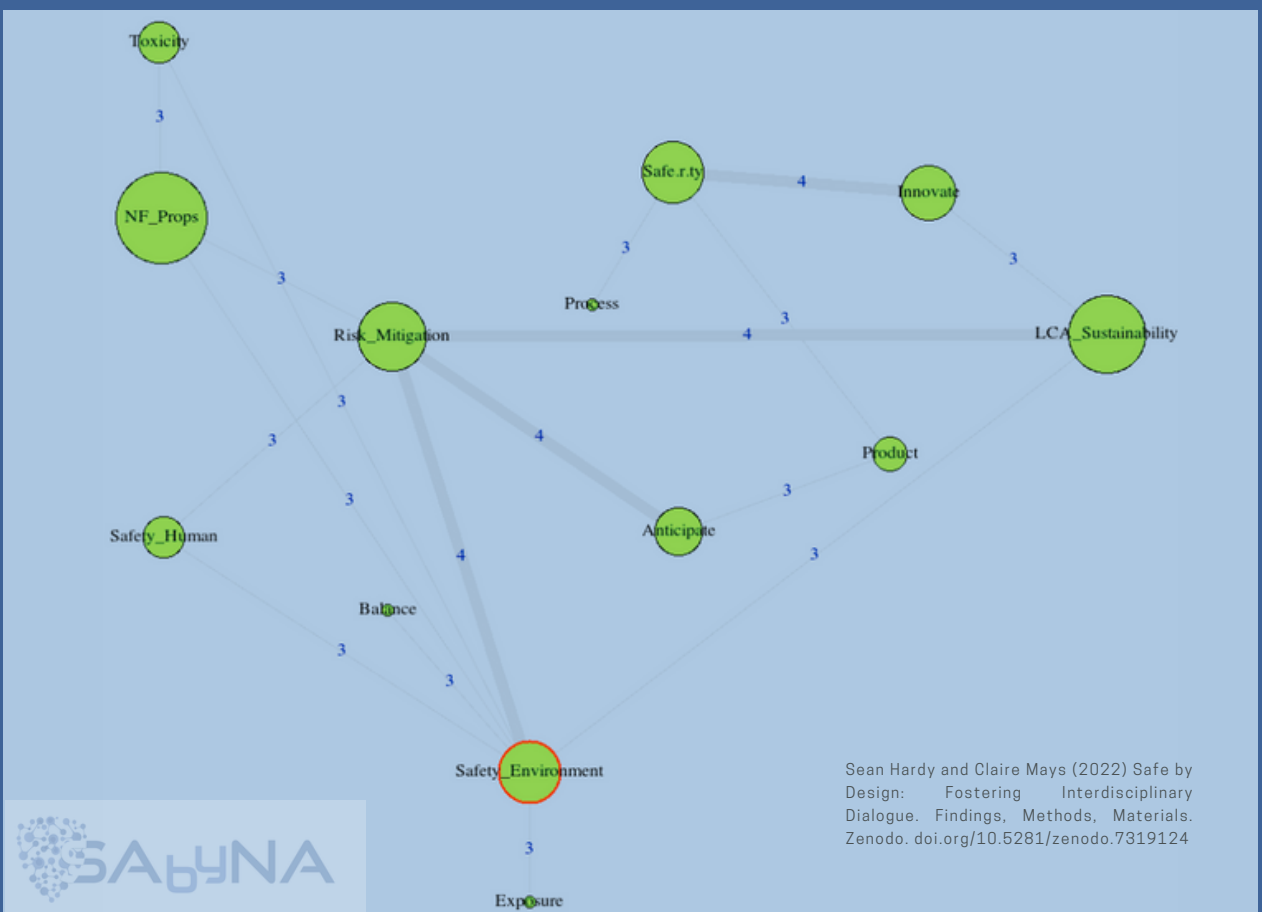 Toxicity
3
NF_Props
Safe.r.ty
4
Innovate
3
3
3
Process
3
Risk_Mitigation
4
LCA_Sustainability
3
4
3
Product
3
3
Anticipate
Safety_Human
4
3
Balance
3
3
Safety_Environment
3
Exposure
Sean Hardy and Claire Mays (2022) Safe by
Design: Fostering Interdisciplinary
Dialogue. Findings, Methods, Materials.
Zenodo. doi.org/10.5281/zenodo.7319124
SAbyNA